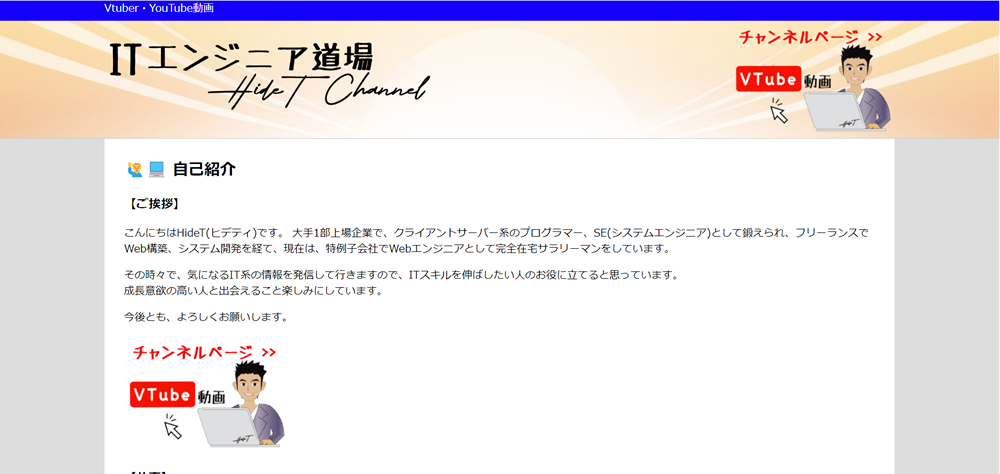 Vtuber・YouTube動画
ITエンジニア道場
HideT Channel
チャンネルページ >>
VTube 動画
HideT
自己紹介
【ご挨拶】
こんにちはHideT(ヒデティ)です。 大手1部上場企業で、クライアントサーバー系のプログラマー、SE(システムエンジニア)として鍛えられ、フリーランスで
Web構築、システム開発を経て、現在は、特例子会社でWebエンジニアとして完全在宅サラリーマンをしています。
その時々で、気になるIT系の情報を発信して行きますので、ITスキルを伸ばしたい人のお役に立てると思っています。
成長意欲の高い人と出会えること楽しみにしています。
今後とも、よろしくお願いします。
チャンネルページ >>
VTube 動画
HideT